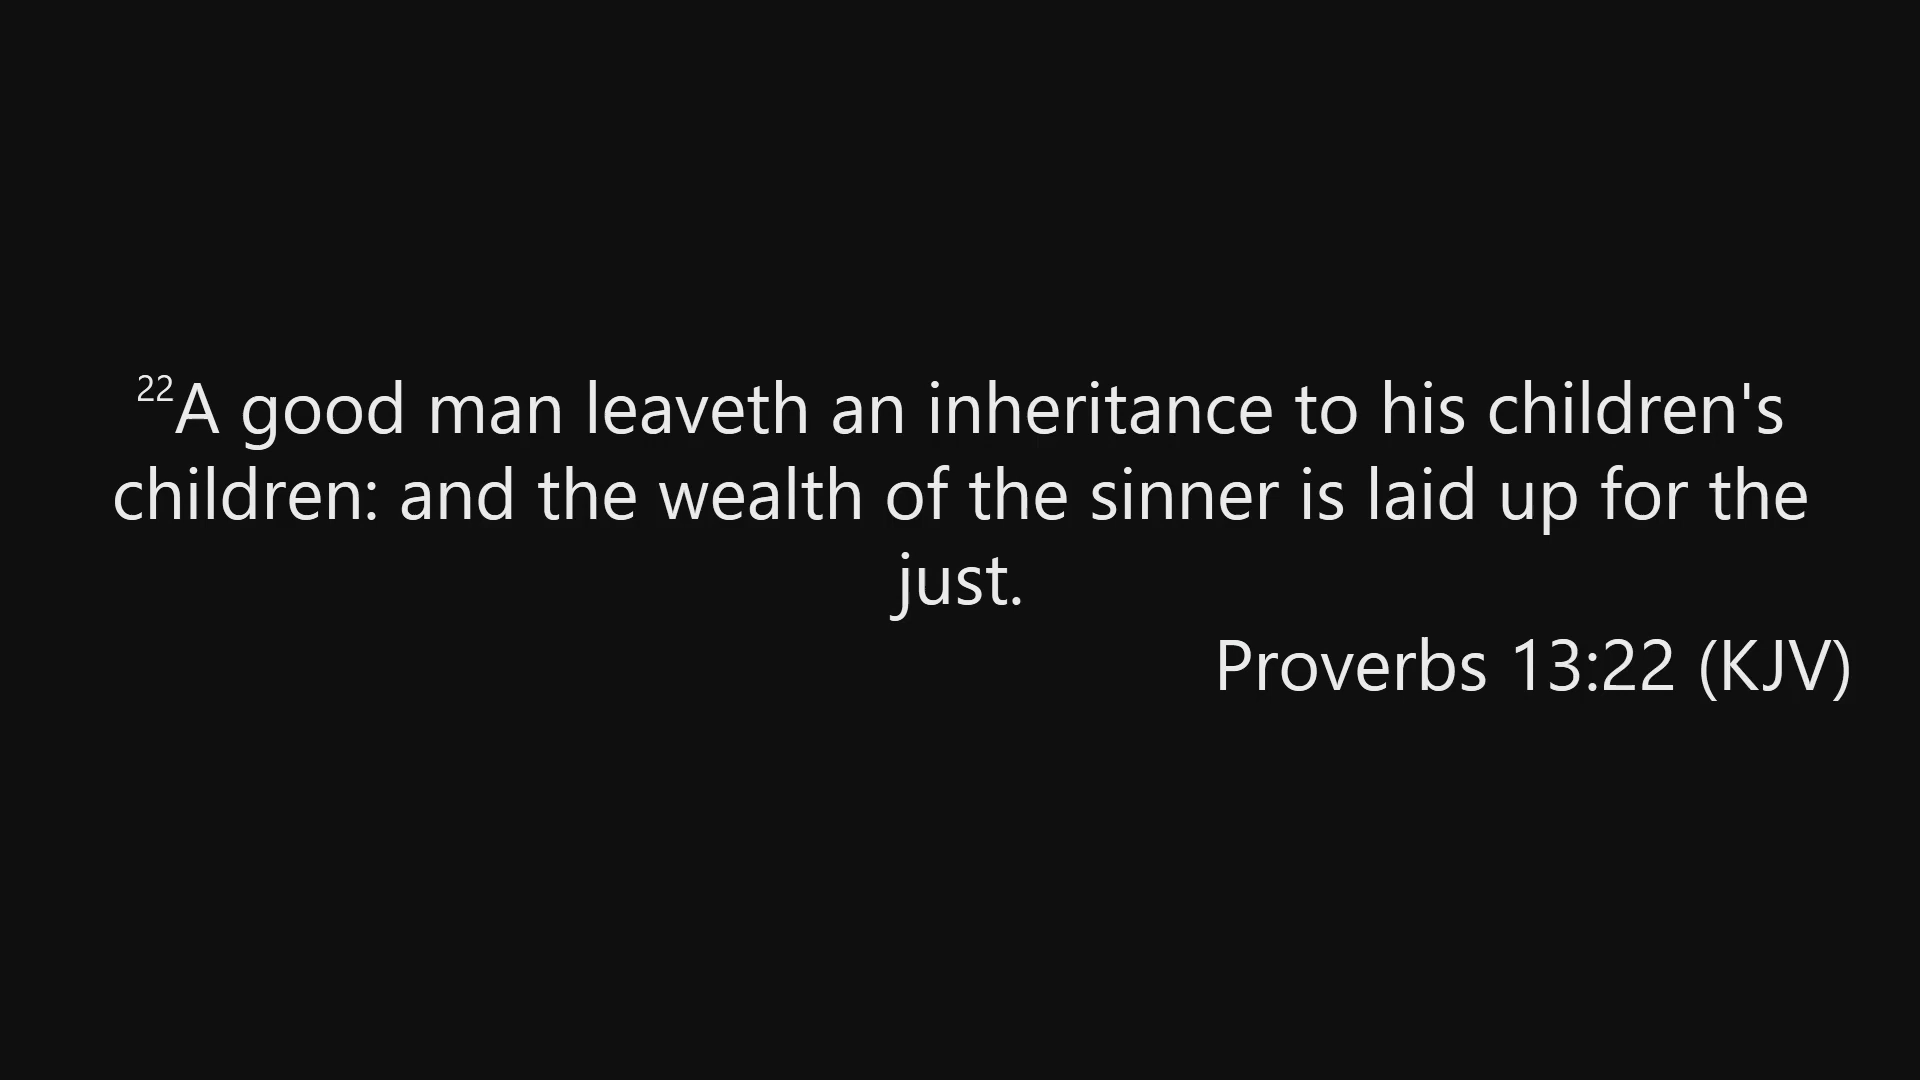 22A good man leaveth an inheritance to his children's
children: and the wealth of the sinner is laid up for the
just.
Proverbs 13:22 (KJV)